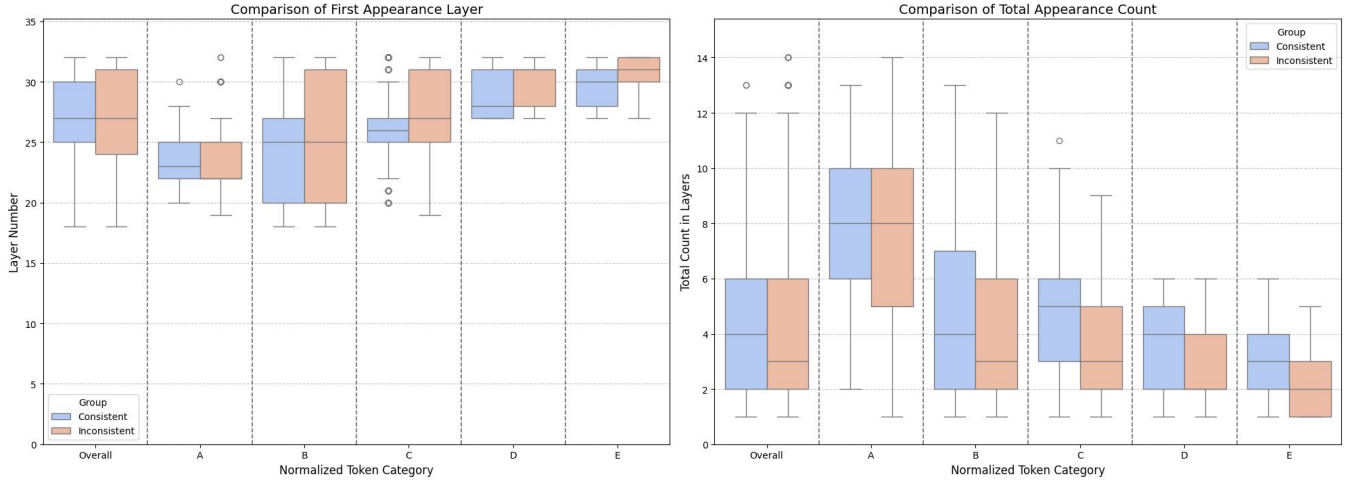 Comparison of First Appearance Layer
Layer Number
35
30
25
20
15
10
5
0
Group
Consistent
Inconsistent
Overall A B C D E
Normalized Token Category
Comparison of Total Appearance Count
Total Count in Layers
14
12
10
8
6
4
2
0
Group
Consistent
Inconsistent
Overall A B C D E
Normalized Token Category